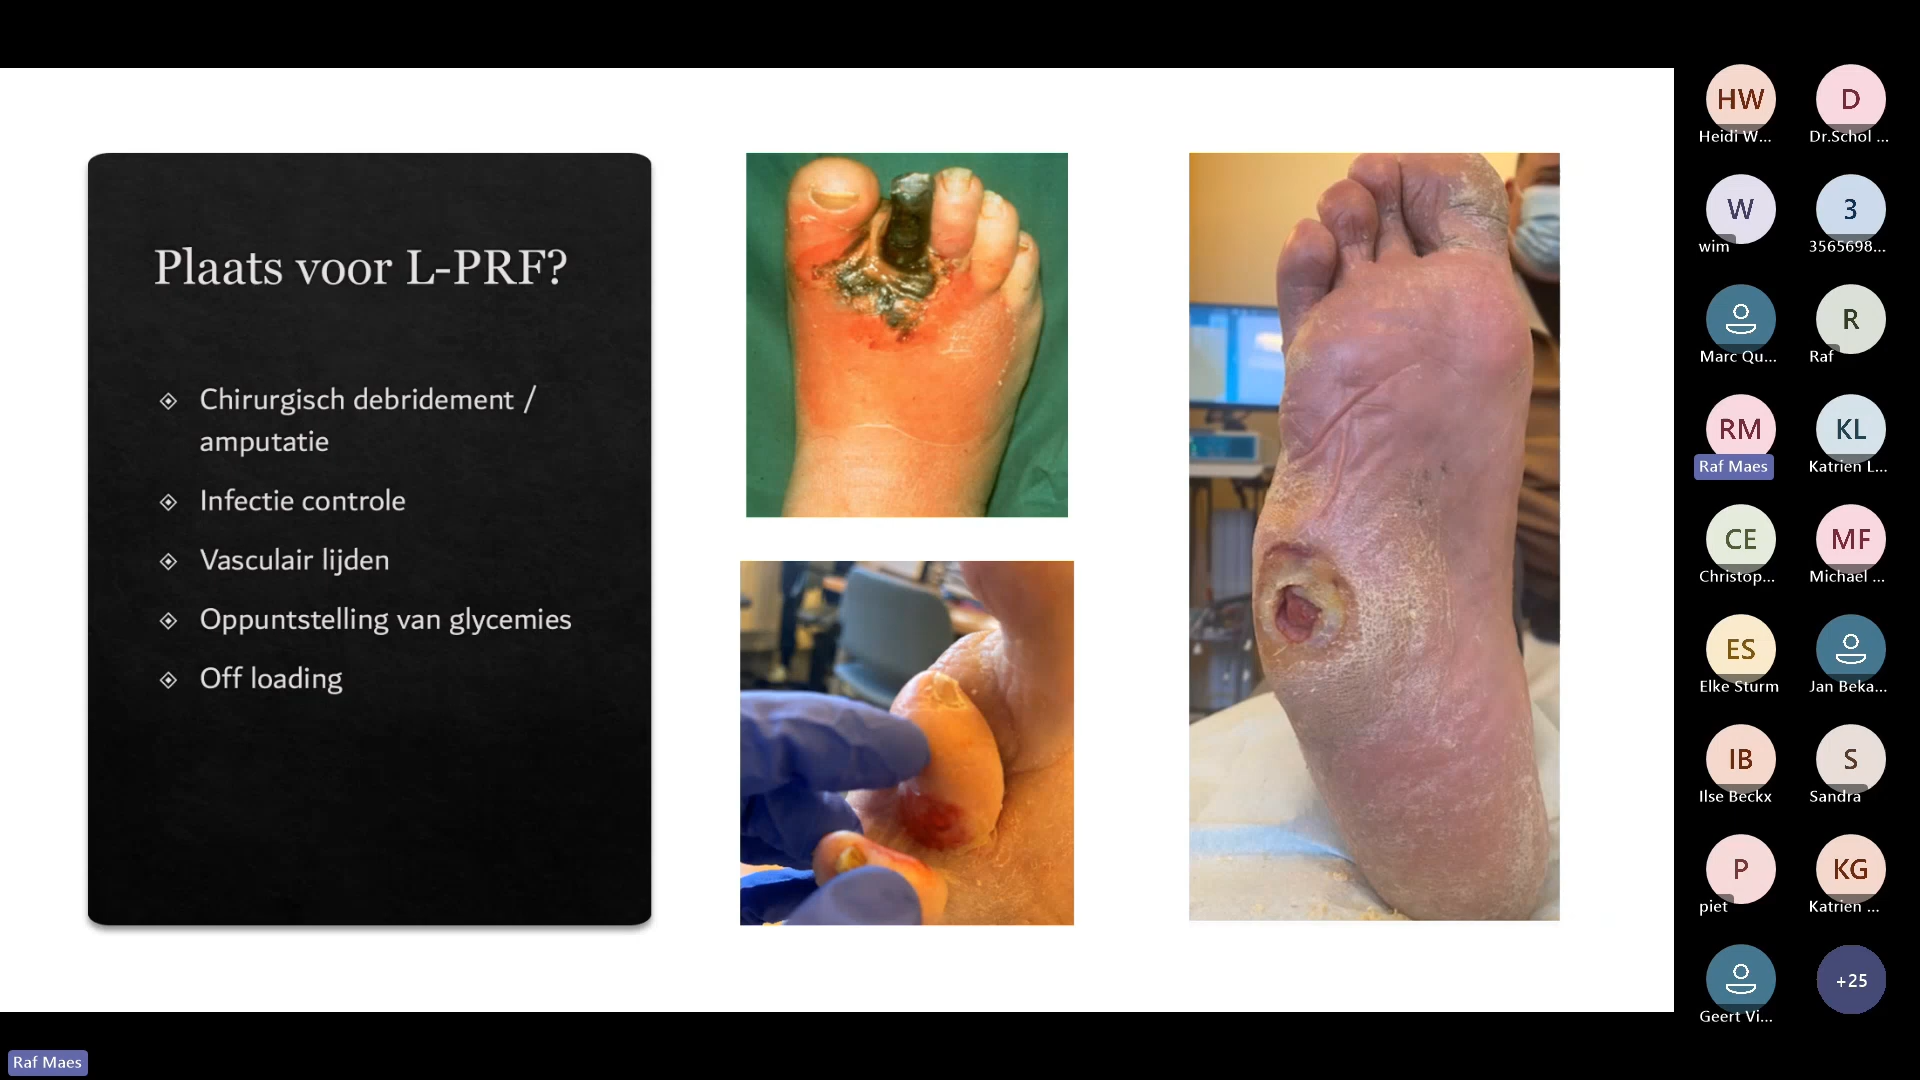 Plaats voor L-PRF?
Chirurgisch debridement /
amputatie
Infectie controle
Vasculair lijden
Oppuntstelling van glycemies
Off loading
HW
Heidi W...
D
Dr.Schol ...
W
wim
3
3565698...
Marc Qu...
R
Raf
RM
Raf Maes
KL
Katrien L...
CE
Christop...
MF
Michael ...
ES
Elke Sturm
Jan Beka...
IB
Ilse Beckx
S
Sandra
P
piet
KG
Katrien ...
Geert Vi...
+25
Raf Maes